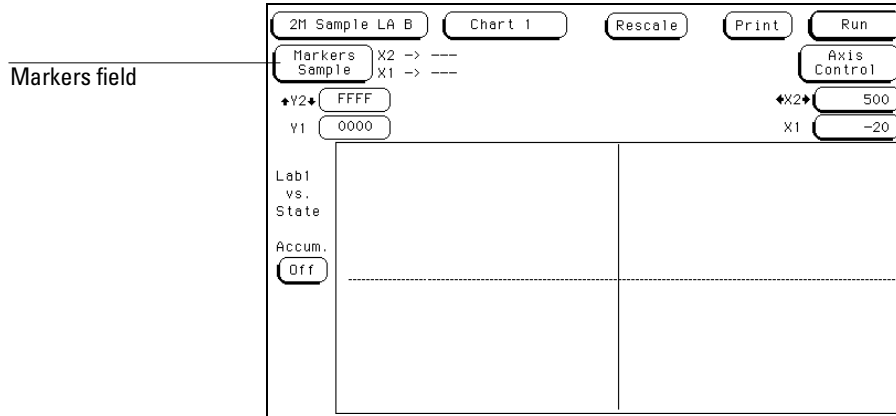 2M Sample LA B
Chart 1
Rescale
Print
Run
Markers field
Markers
Sample
X2 -> ---
X1 -> ---
Axis
Control
↑Y2↓ FFFF
←X2→ 500
Y1 0000
X1 -20
Lab1
vs.
State
Accum.
Off